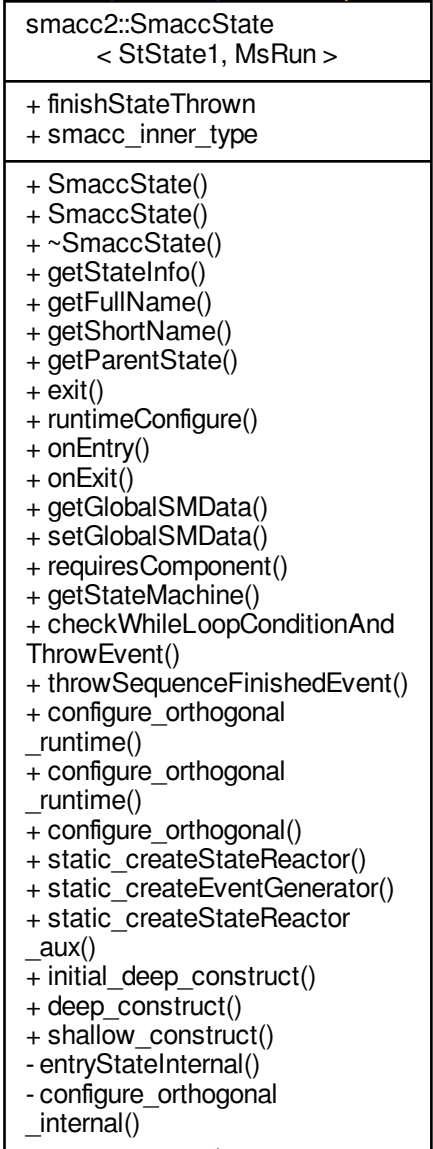 smacc2::SmaccState
< StState1, MsRun >
+ finishStateThrown
+ smacc_inner_type
+ SmaccState()
+ SmaccState()
+ ~SmaccState()
+ getStateInfo()
+ getFullName()
+ getShortName()
+ getParentState()
+ exit()
+ runtimeConfigure()
+ onEntry()
+ onExit()
+ getGlobalSMData()
+ setGlobalSMData()
+ requiresComponent()
+ getStateMachine()
+ checkWhileLoopConditionAnd
ThrowEvent()
+ throwSequenceFinishedEvent()
+ configure_orthogonal
_runtime()
+ configure_orthogonal
_runtime()
+ configure_orthogonal()
+ static_createStateReactor()
+ static_createEventGenerator()
+ static_createStateReactor
_aux()
+ initial_deep_construct()
+ deep_construct()
+ shallow_construct()
- entryStateInternal()
- configure_orthogonal
_internal()